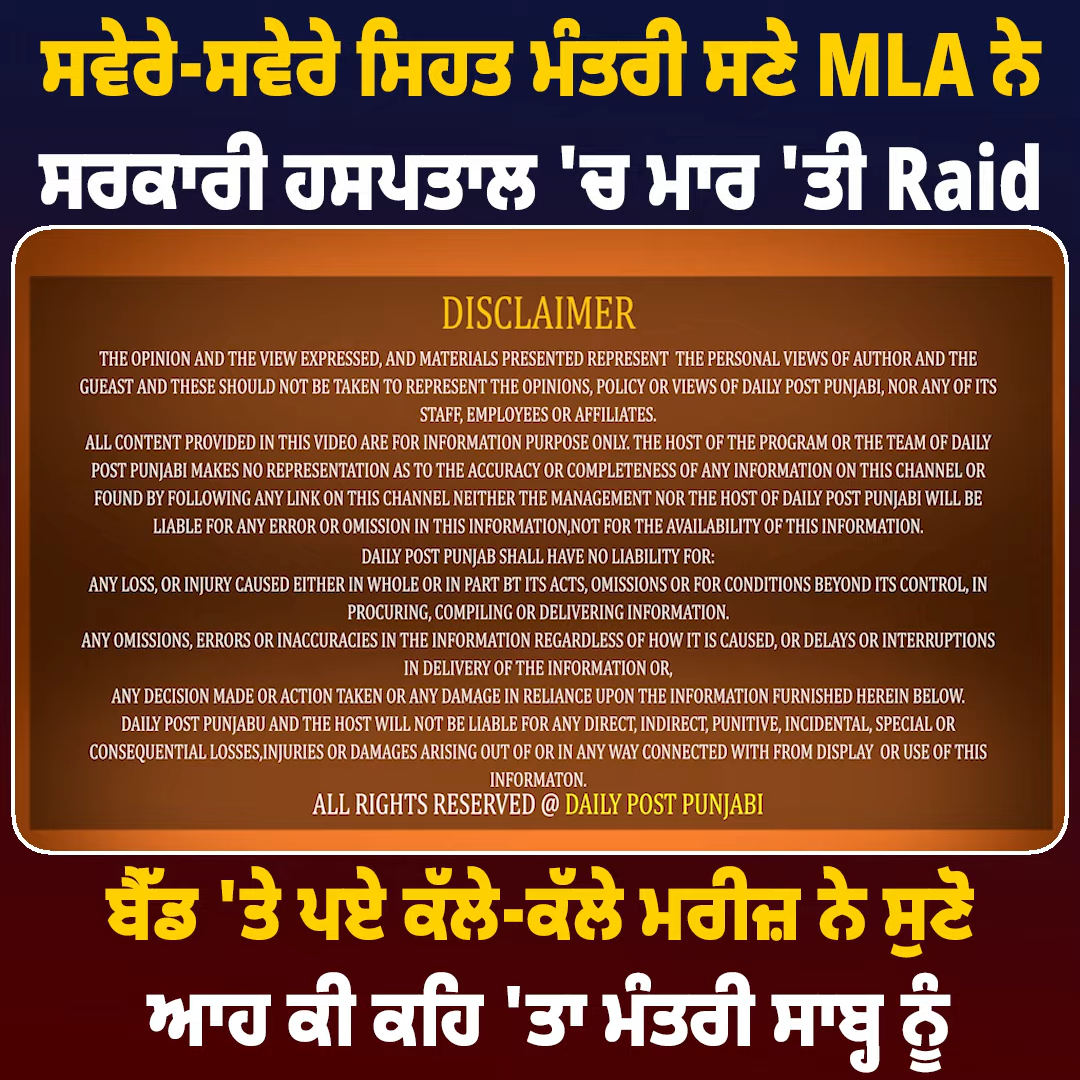 ਸਵੇਰੇ-ਸਵੇਰੇ ਸਿਹਤ ਮੰਤਰੀ ਸਣੇ MLA ਨੇ
ਸਰਕਾਰੀ ਹਸਪਤਾਲ 'ਚ ਮਾਰ 'ਤੀ Raid
DISCLAIMER
THE OPINION AND THE VIEW EXPRESSED, AND MATERIALS PRESENTED REPRESENT THE PERSONAL VIEWS OF AUTHOR AND THE
GUEAST AND THESE SHOULD NOT BE TAKEN TO REPRESENT THE OPINIONS, POLICY OR VIEWS OF DAILY POST PUNJABI, NOR ANY OF ITS
STAFF, EMPLOYEES OR AFFILIATES.
ALL CONTENT PROVIDED IN THIS VIDEO ARE FOR INFORMATION PURPOSE ONLY. THE HOST OF THE PROGRAM OR THE TEAM OF DAILY
POST PUNJABI MAKES NO REPRESENTATION AS TO THE ACCURACY OR COMPLETENESS OF ANY INFORMATION ON THIS CHANNEL OR
FOUND BY FOLLOWING ANY LINK ON THIS CHANNEL NEITHER THE MANAGEMENT NOR THE HOST OF DAILY POST PUNJABI WILL BE
LIABLE FOR ANY ERROR OR OMISSION IN THIS INFORMATION,NOT FOR THE AVAILABILITY OF THIS INFORMATION.
DAILY POST PUNJAB SHALL HAVE NO LIABILITY FOR:
ANY LOSS, OR INJURY CAUSED EITHER IN WHOLE OR IN PART BT ITS ACTS, OMISSIONS OR FOR CONDITIONS BEYOND ITS CONTROL, IN
PROCURING, COMPILING OR DELIVERING INFORMATION.
ANY OMISSIONS, ERRORS OR INACCURACIES IN THE INFORMATION REGARDLESS OF HOW IT IS CAUSED, OR DELAYS OR INTERRUPTIONS
IN DELIVERY OF THE INFORMATION OR,
ANY DECISION MADE OR ACTION TAKEN OR ANY DAMAGE IN RELIANCE UPON THE INFORMATION FURNISHED HEREIN BELOW.
DAILY POST PUNJABU AND THE HOST WILL NOT BE LIABLE FOR ANY DIRECT, INDIRECT, PUNITIVE, INCIDENTAL, SPECIAL OR
CONSEQUENTIAL LOSSES,INJURIES OR DAMAGES ARISING OUT OF OR IN ANY WAY CONNECTED WITH FROM DISPLAY OR USE OF THIS
INFORMATON.
ALL RIGHTS RESERVED @ DAILY POST PUNJABI
ਬੈੱਡ 'ਤੇ ਪਏ ਕੱਲੇ-ਕੱਲੇ ਮਰੀਜ਼ ਨੇ ਸੁਣੋ
ਆਹ ਕੀ ਕਹਿ 'ਤਾ ਮੰਤਰੀ ਸਾਬ੍ਹ ਨੂੰ